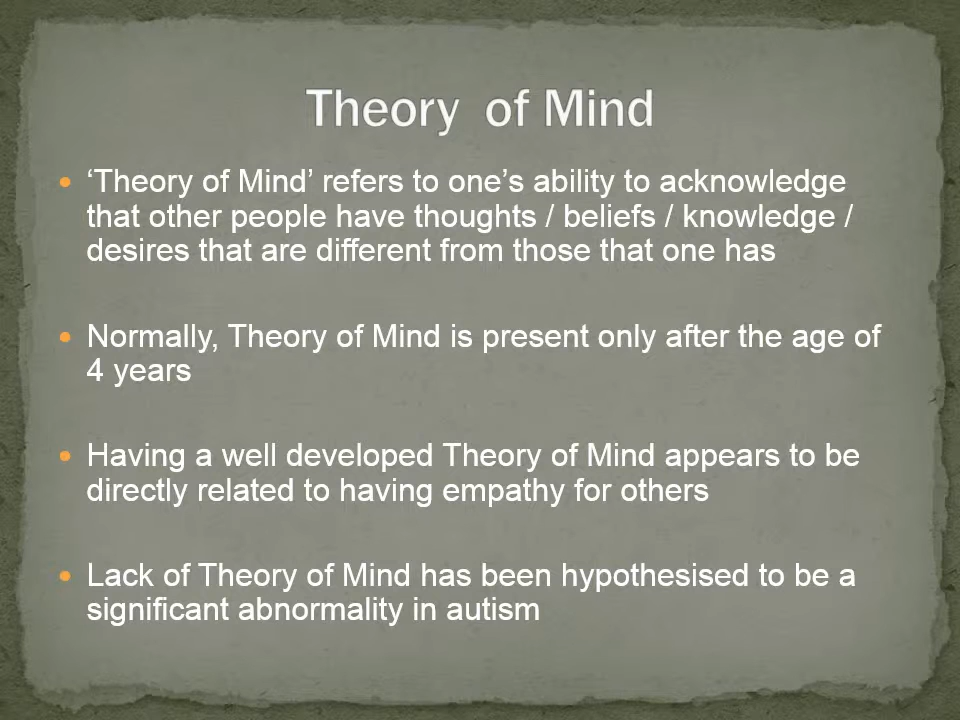 Theory of Mind
‘Theory of Mind’ refers to one’s ability to acknowledge
that other people have thoughts / beliefs / knowledge /
desires that are different from those that one has
Normally, Theory of Mind is present only after the age of
4 years
Having a well developed Theory of Mind appears to be
directly related to having empathy for others
Lack of Theory of Mind has been hypothesised to be a
significant abnormality in autism